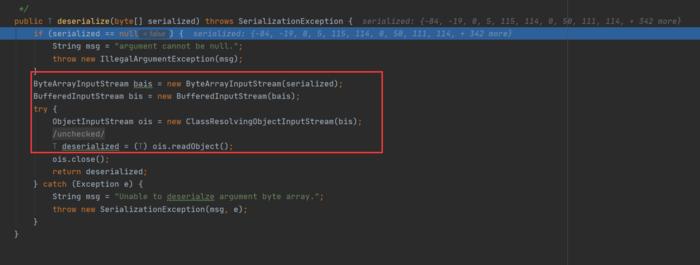 */
public T deserialize(byte[] serialized) throws SerializationException { serialized: {-84, -19, 0, 5, 115, 114, 0, 50, 111, 114, + 342 more}
if (serialized == null = false ) { serialized: {-84, -19, 0, 5, 115, 114, 0, 50, 111, 114, + 342 more}
String msg = "argument cannot be null.";
throw new IllegalArgumentException(msg);
}
ByteArrayInputStream bais = new ByteArrayInputStream(serialized);
BufferedInputStream bis = new BufferedInputStream(bais);
try {
ObjectInputStream ois = new ClassResolvingObjectInputStream(bis);
/unchecked/
T deserialized = (T) ois.readObject();
ois.close();
return deserialized;
} catch (Exception e) {
String msg = "Unable to deserialze argument byte array.";
throw new SerializationException(msg, e);
}
}